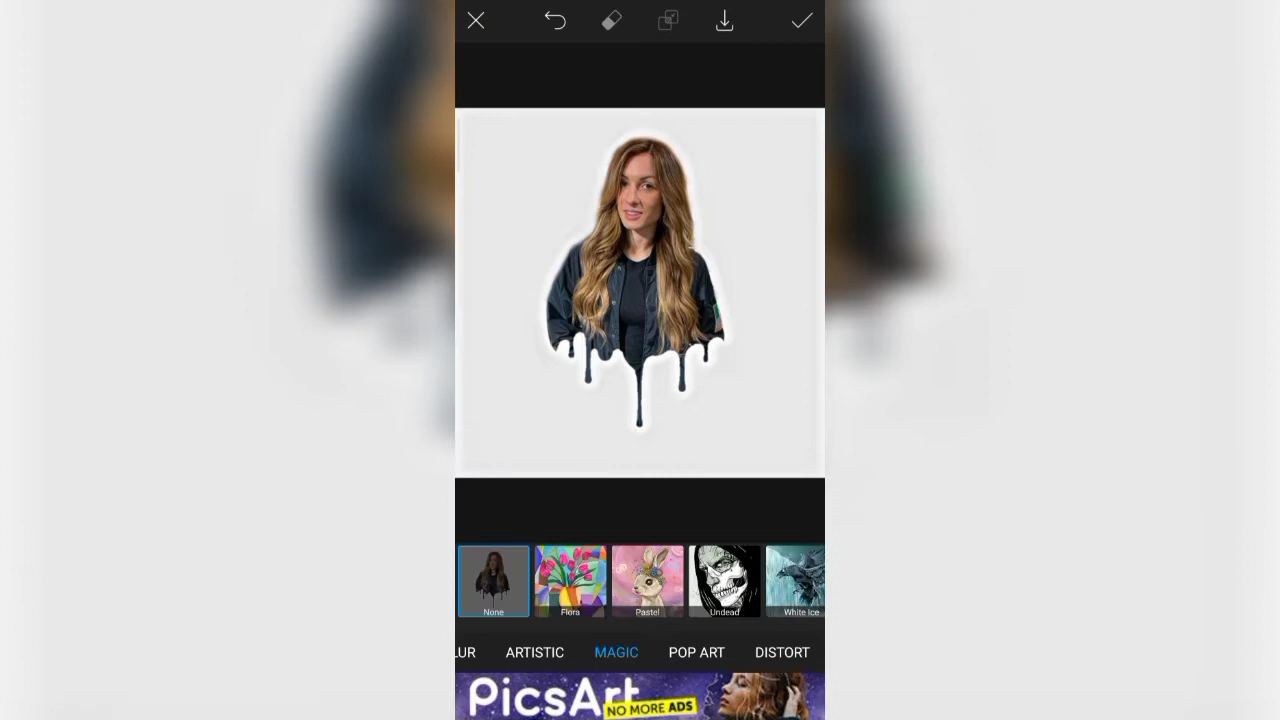 None
Flora
Pastel
Undead
White Ice
LUR
ARTISTIC
MAGIC
POP ART
DISTORT
PicsArt
NO MORE ADS